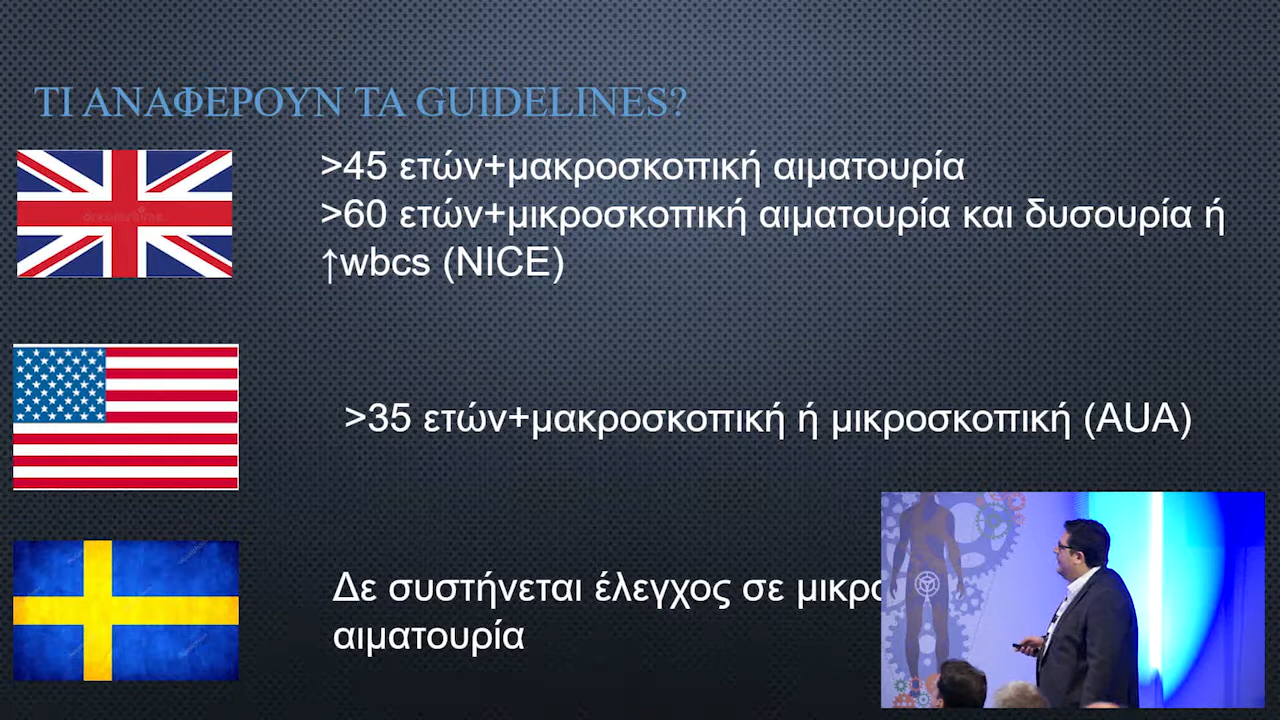 ΤΙ ΑΝΑΦΕΡΟΥΝ ΤΑ GUIDELINES?
>45 ετών+μακροσκοπική αιματουρία
>60 ετών+μικροσκοπική αιματουρία και δυσουρία ή
↑wbcs (NICE)
>35 ετών+μακροσκοπική ή μικροσκοπική (AUA)
Δε συστήνεται έλεγχος σε
αιματουρία